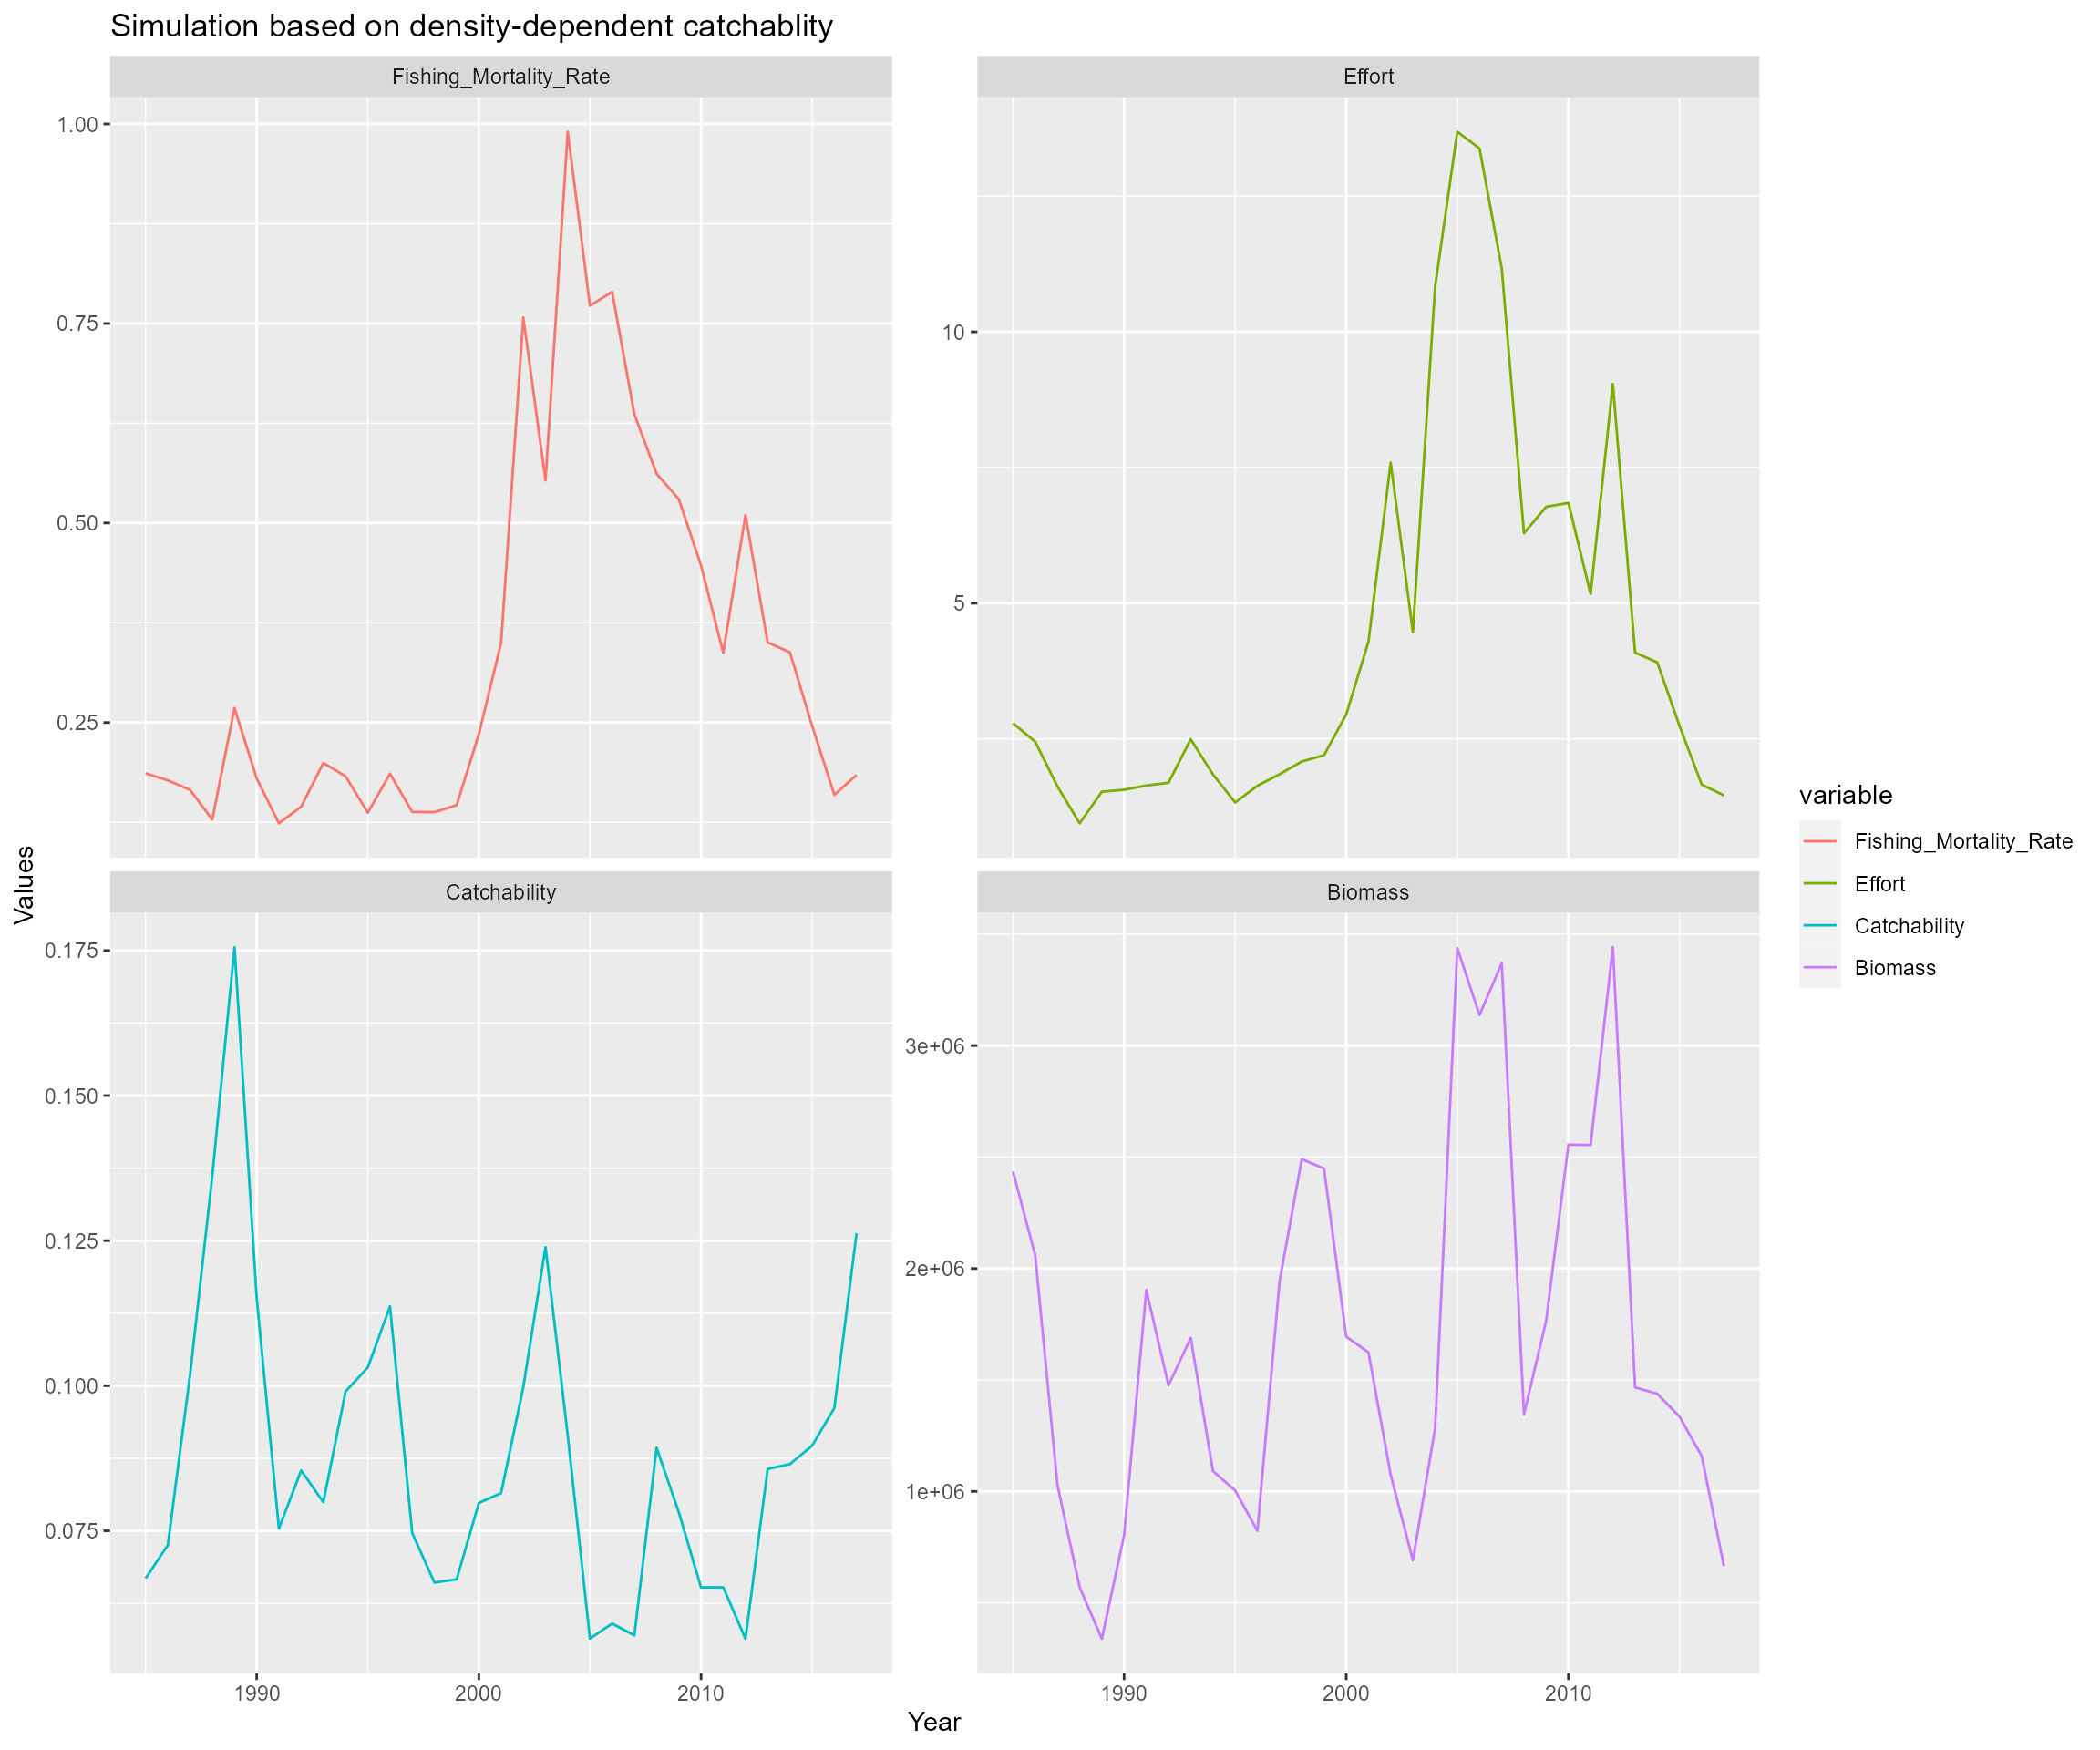 Simulation based on density-dependent catchablity
Fishing_Mortality_Rate
Effort
1.00
0.75
0.50
0.25
10
5
Catchability
Biomass
0.175
0.150
0.125
0.100
0.075
3e+06
2e+06
1e+06
1990
2000
2010
1990
2000
2010
Year
Values
variable
Fishing_Mortality_Rate
Effort
Catchability
Biomass